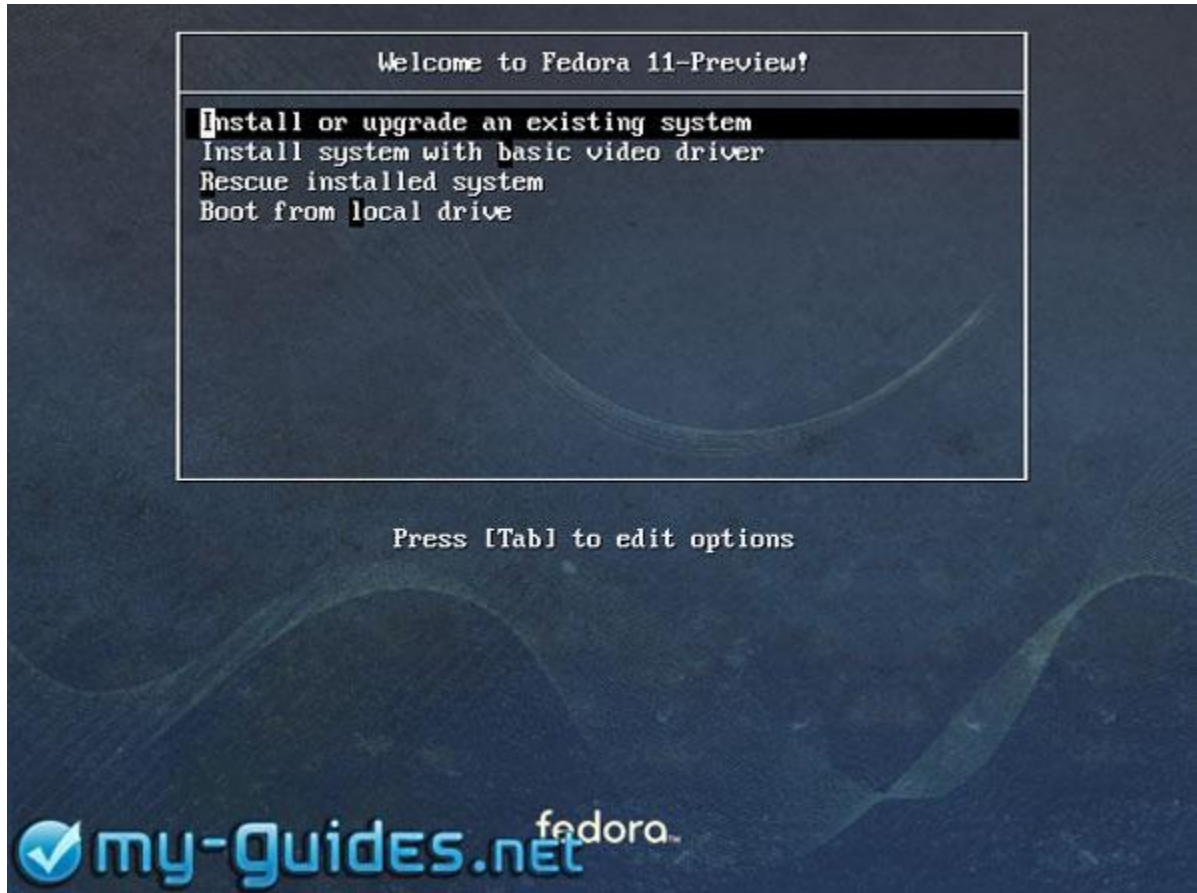 Welcome to Fedora 11-Preview!
Install or upgrade an existing system
Install system with basic video driver
Rescue installed system
Boot from local drive
Press [Tab] to edit options
fedora™
my-guides.net